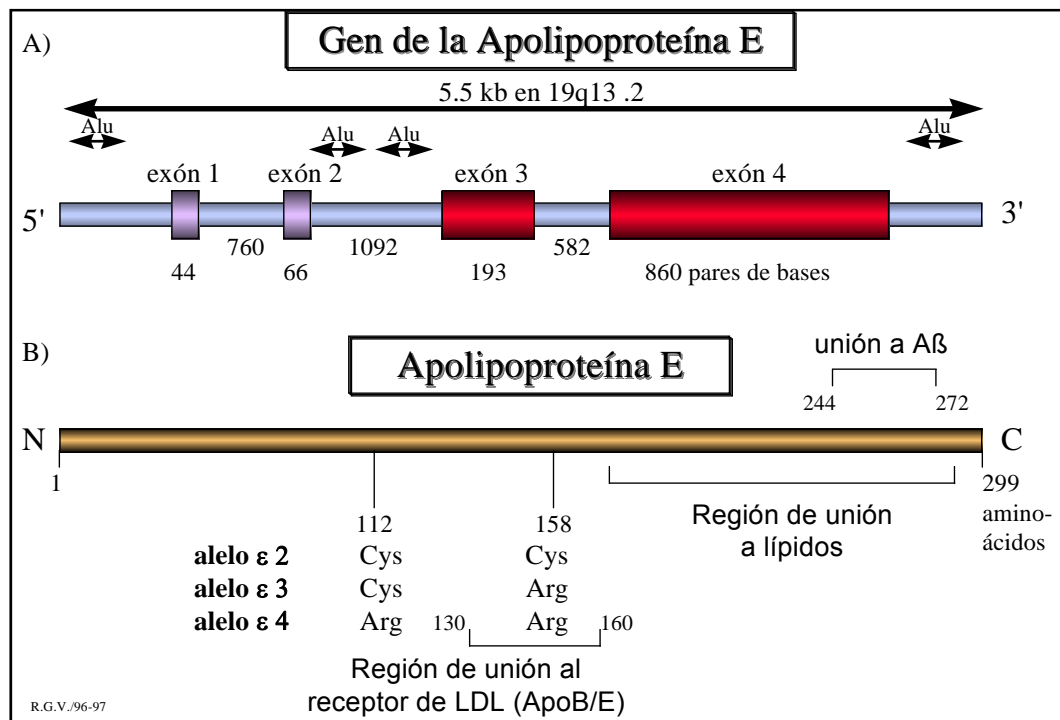 A)
Gen de la Apolipoproteína E
5.5 kb en 19q13 .2
Alu Alu Alu Alu
exón 1 exón 2 exón 3 exón 4
5' 3'
760 1092 582
44 66 193 860 pares de bases
B)
Apolipoproteína E
unión a Aß
244 272
N C
1 299
amino-
ácidos
Región de unión
a lípidos
112 158
alelo ε 2 Cys Cys
alelo ε 3 Cys Arg
alelo ε 4 Arg 130 Arg 160
Región de unión al
receptor de LDL (ApoB/E)
R.G.V./96-97